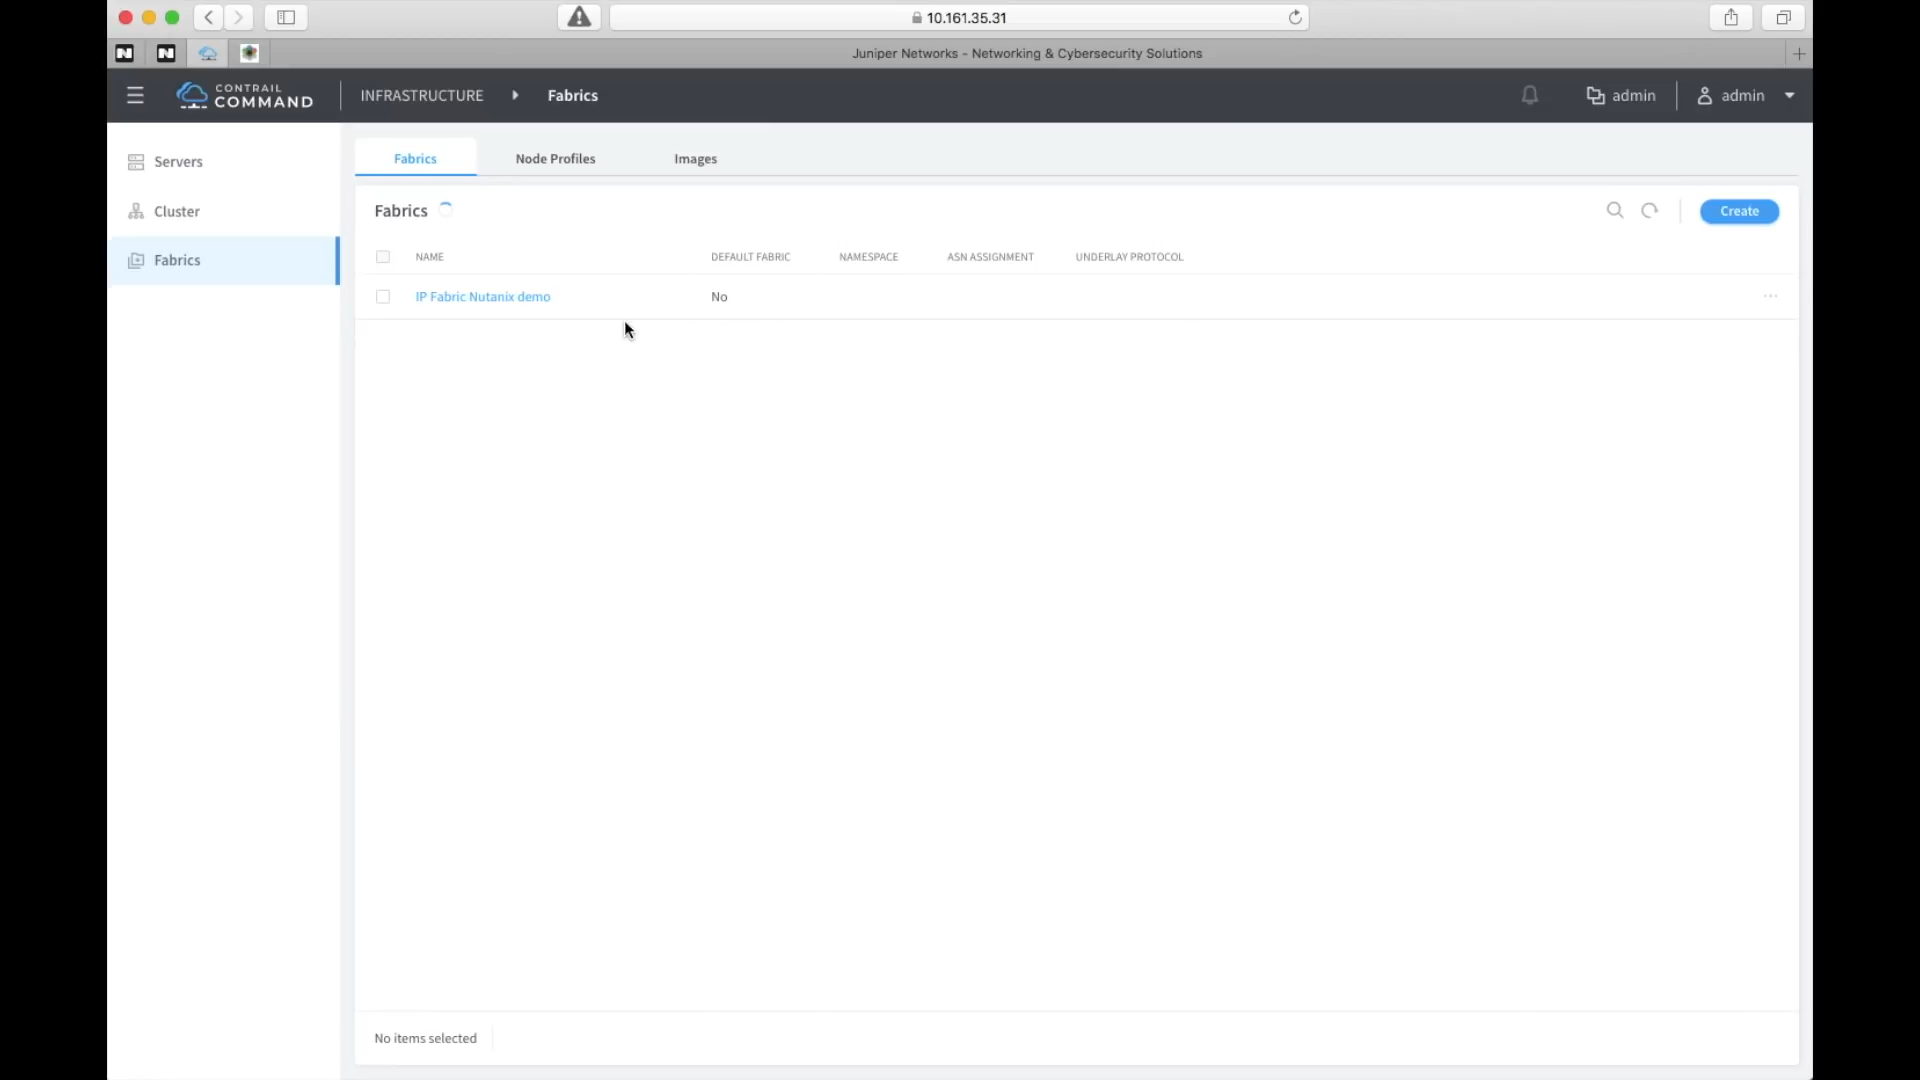 10.161.35.31
Juniper Networks - Networking & Cybersecurity Solutions
CONTRAIL
COMMAND
INFRASTRUCTURE
Fabrics
admin
admin
Servers
Cluster
Fabrics
Fabrics
Node Profiles
Images
Fabrics
Create
NAME
DEFAULT FABRIC
NAMESPACE
ASN ASSIGNMENT
UNDERLAY PROTOCOL
IP Fabric Nutanix demo
No
No items selected